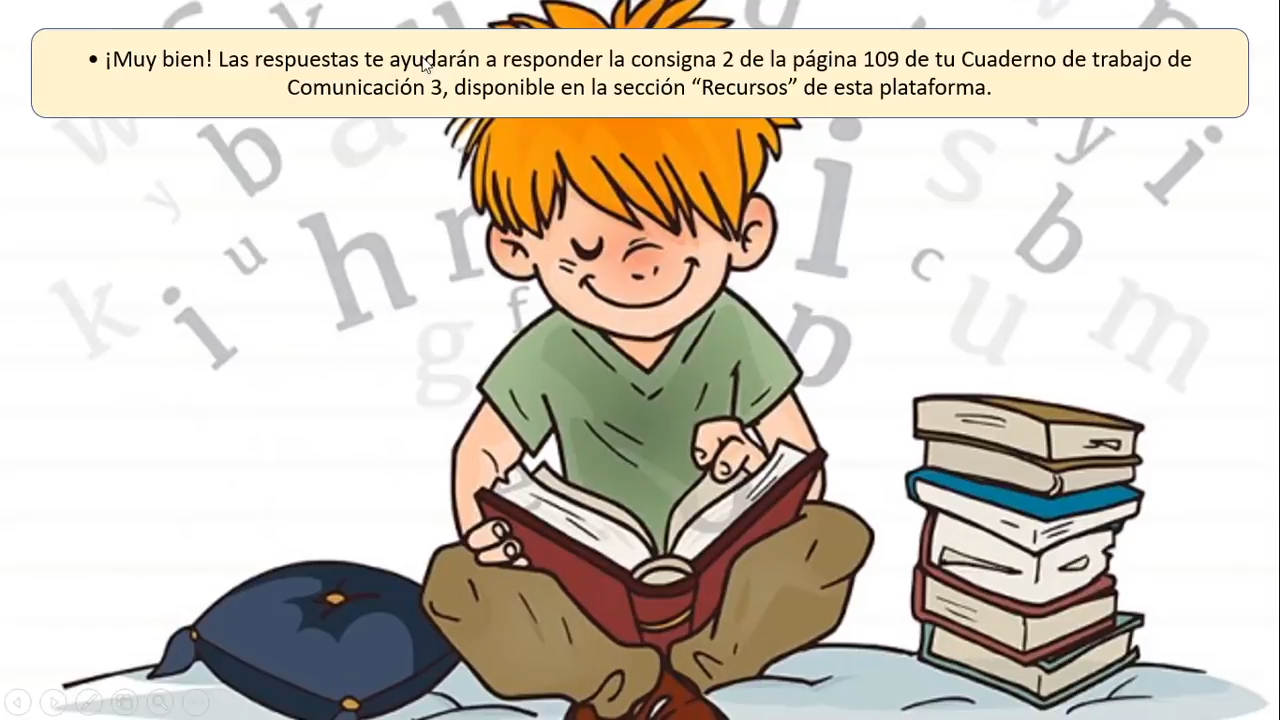 • ¡Muy bien! Las respuestas te ayudarán a responder la consigna 2 de la página 109 de tu Cuaderno de trabajo de
Comunicación 3, disponible en la sección “Recursos” de esta plataforma.